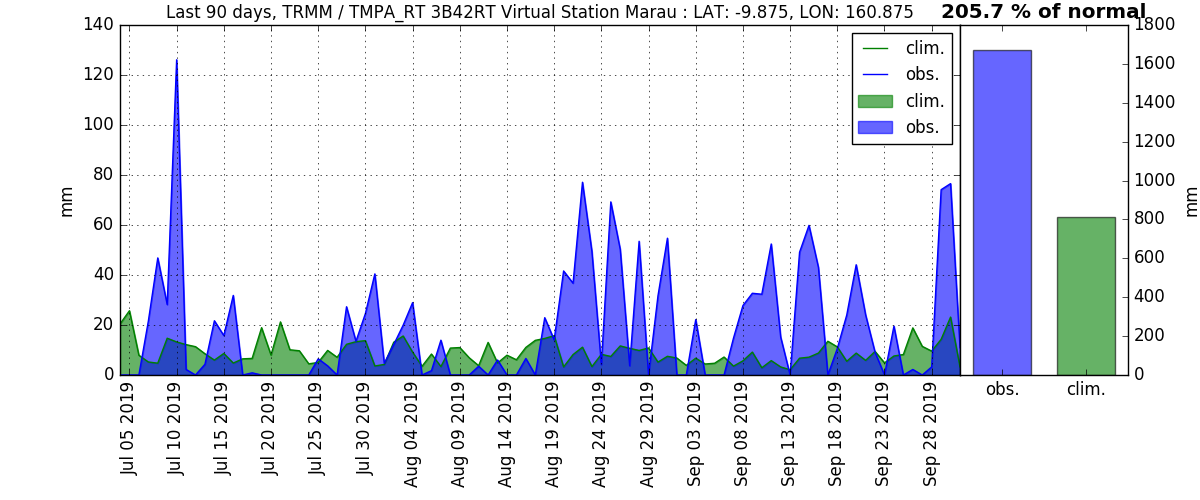 Last 90 days, TRMM / TMPA_RT 3B42RT Virtual Station Marau : LAT: -9.875, LON: 160.875
205.7 % of normal
140
120
100
80
60
40
20
0
mm
clim.
obs.
clim.
obs.
1800
1600
1400
1200
1000
800
600
400
200
0
mm
Jul 05 2019
Jul 10 2019
Jul 15 2019
Jul 20 2019
Jul 25 2019
Jul 30 2019
Aug 04 2019
Aug 09 2019
Aug 14 2019
Aug 19 2019
Aug 24 2019
Aug 29 2019
Sep 03 2019
Sep 08 2019
Sep 13 2019
Sep 18 2019
Sep 23 2019
Sep 28 2019
obs.
clim.